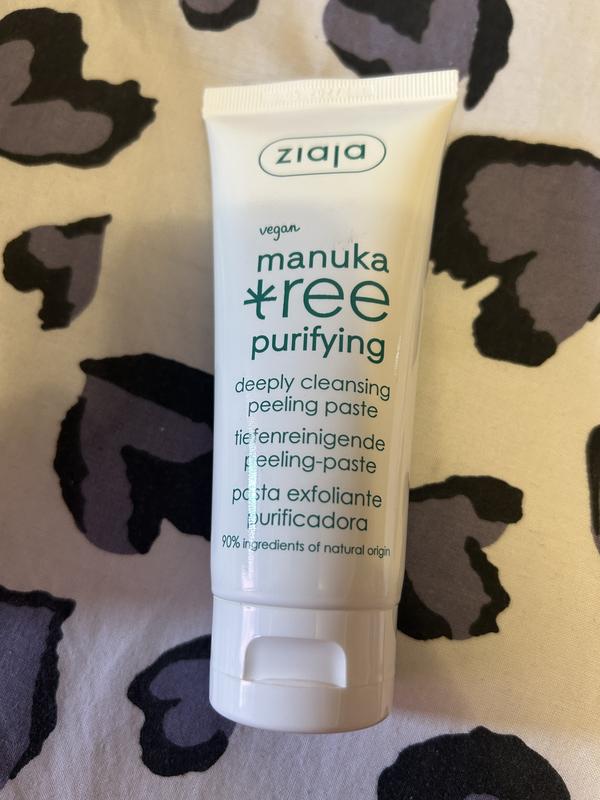 ziaja
vegan
manuka
tree
purifying
deeply cleansing
peeling paste
tiefenreinigende
peeling-paste
pasta exfoliante
purificadora
90% ingredients of natural origin